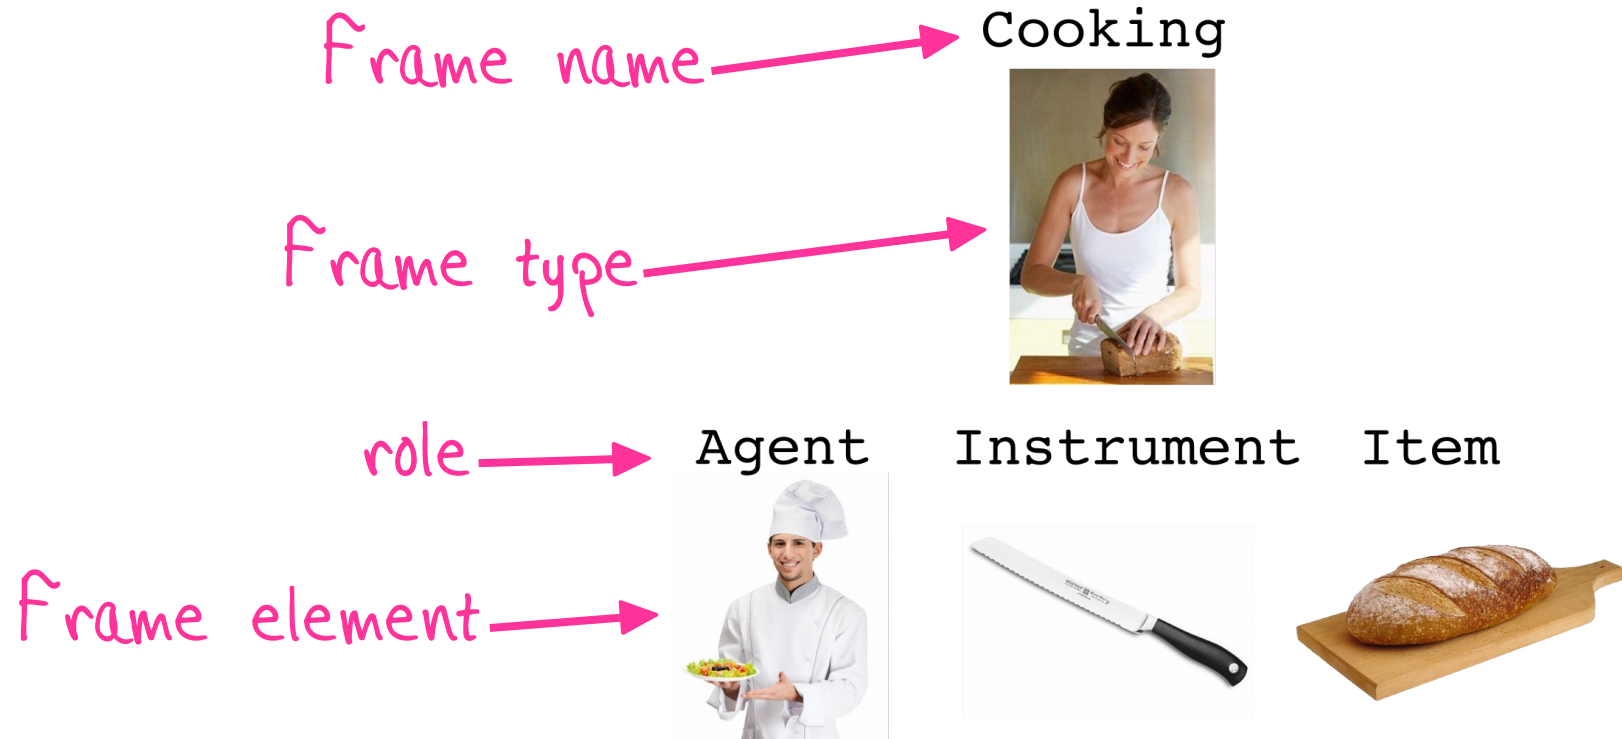 Frame name
Cooking
Frame type
role
Agent Instrument Item
Frame element